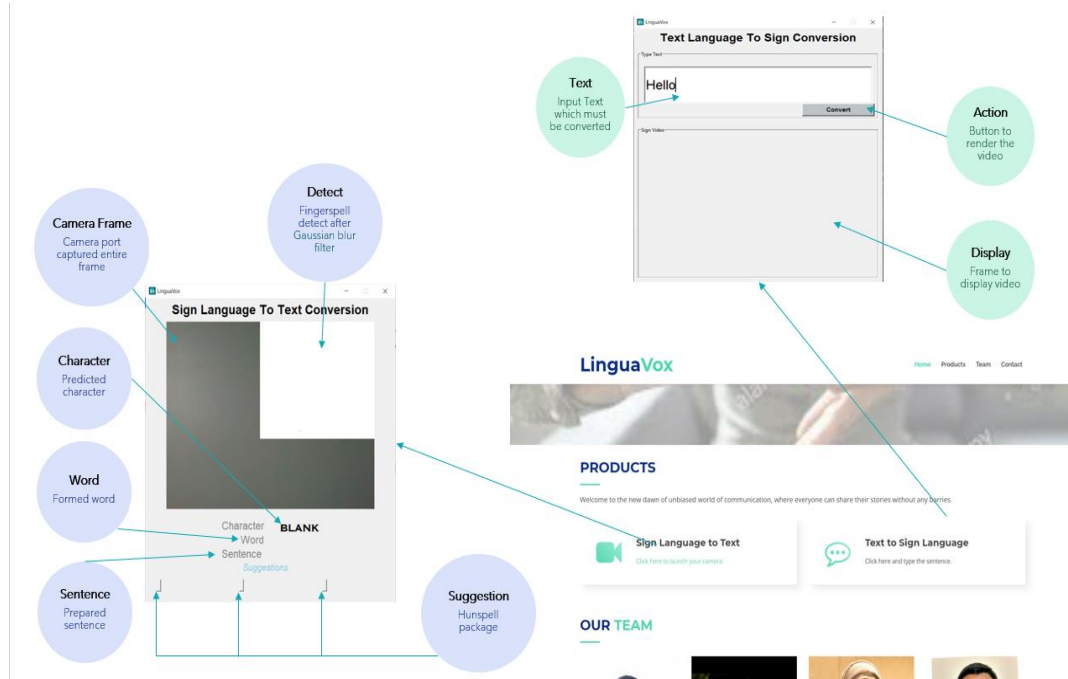 LinguaVox
Text Language To Sign Conversion
Type Text
Hello
Convert
Sign Video
Text
Input Text
which must
be converted
Action
Button to
render the
video
Display
Frame to
display video
Detect
Fingerspell
detect after
Gaussian blur
filter
Camera Frame
Camera port
captured entire
frame
Character
Predicted
character
Word
Formed word
Sentence
Prepared
sentence
LinguaVox
Sign Language To Text Conversion
Character BLANK
Word
Sentence
Suggestions
Suggestion
Hunspell
package
LinguaVox
Home Products Team Contact
PRODUCTS
Welcome to the new dawn of unbiased world of communication, where everyone can share their stories without any barries.
Sign Language to Text
Click here to launch your camera.
Text to Sign Language
Click here and type the sentence.
OUR TEAM